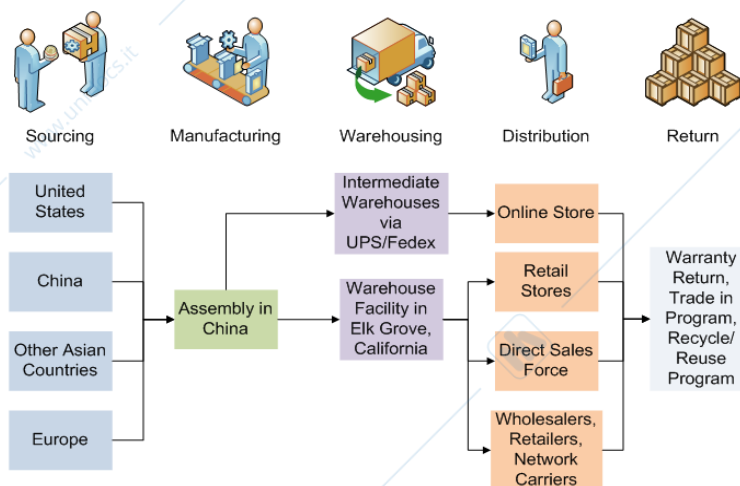 Sourcing
Manufacturing
Warehousing
Distribution
Return
United
States
China
Other Asian
Countries
Europe
Assembly in
China
Intermediate
Warehouses
via
UPS/Fedex
Warehouse
Facility in
Elk Grove,
California
Online Store
Retail
Stores
Direct Sales
Force
Wholesalers,
Retailers,
Network
Carriers
Warranty
Return,
Trade in
Program,
Recycle/
Reuse
Program